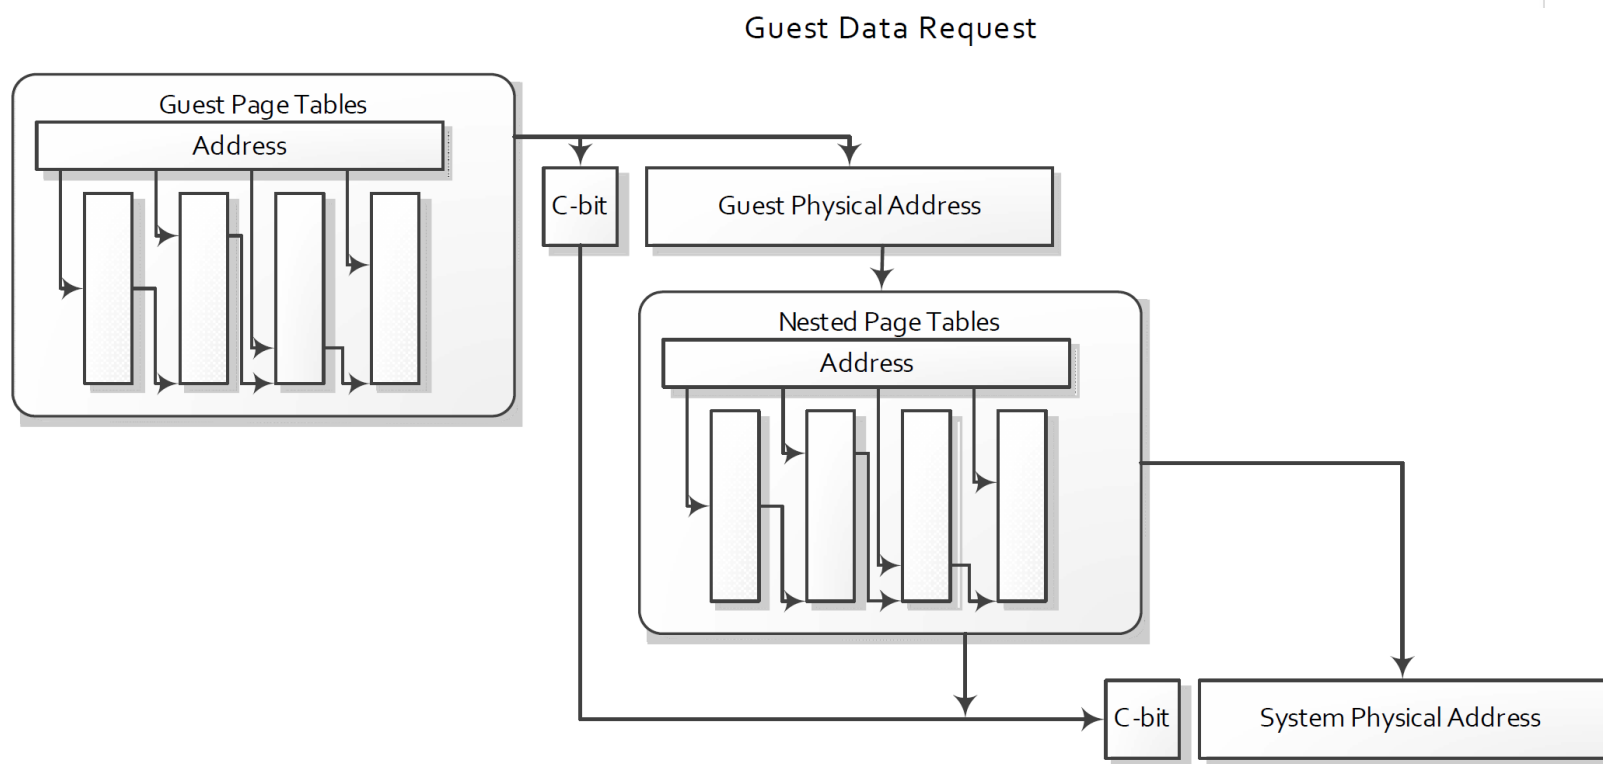 Guest Data Request
Guest Page Tables
Address
C-bit
Guest Physical Address
Nested Page Tables
Address
C-bit
System Physical Address